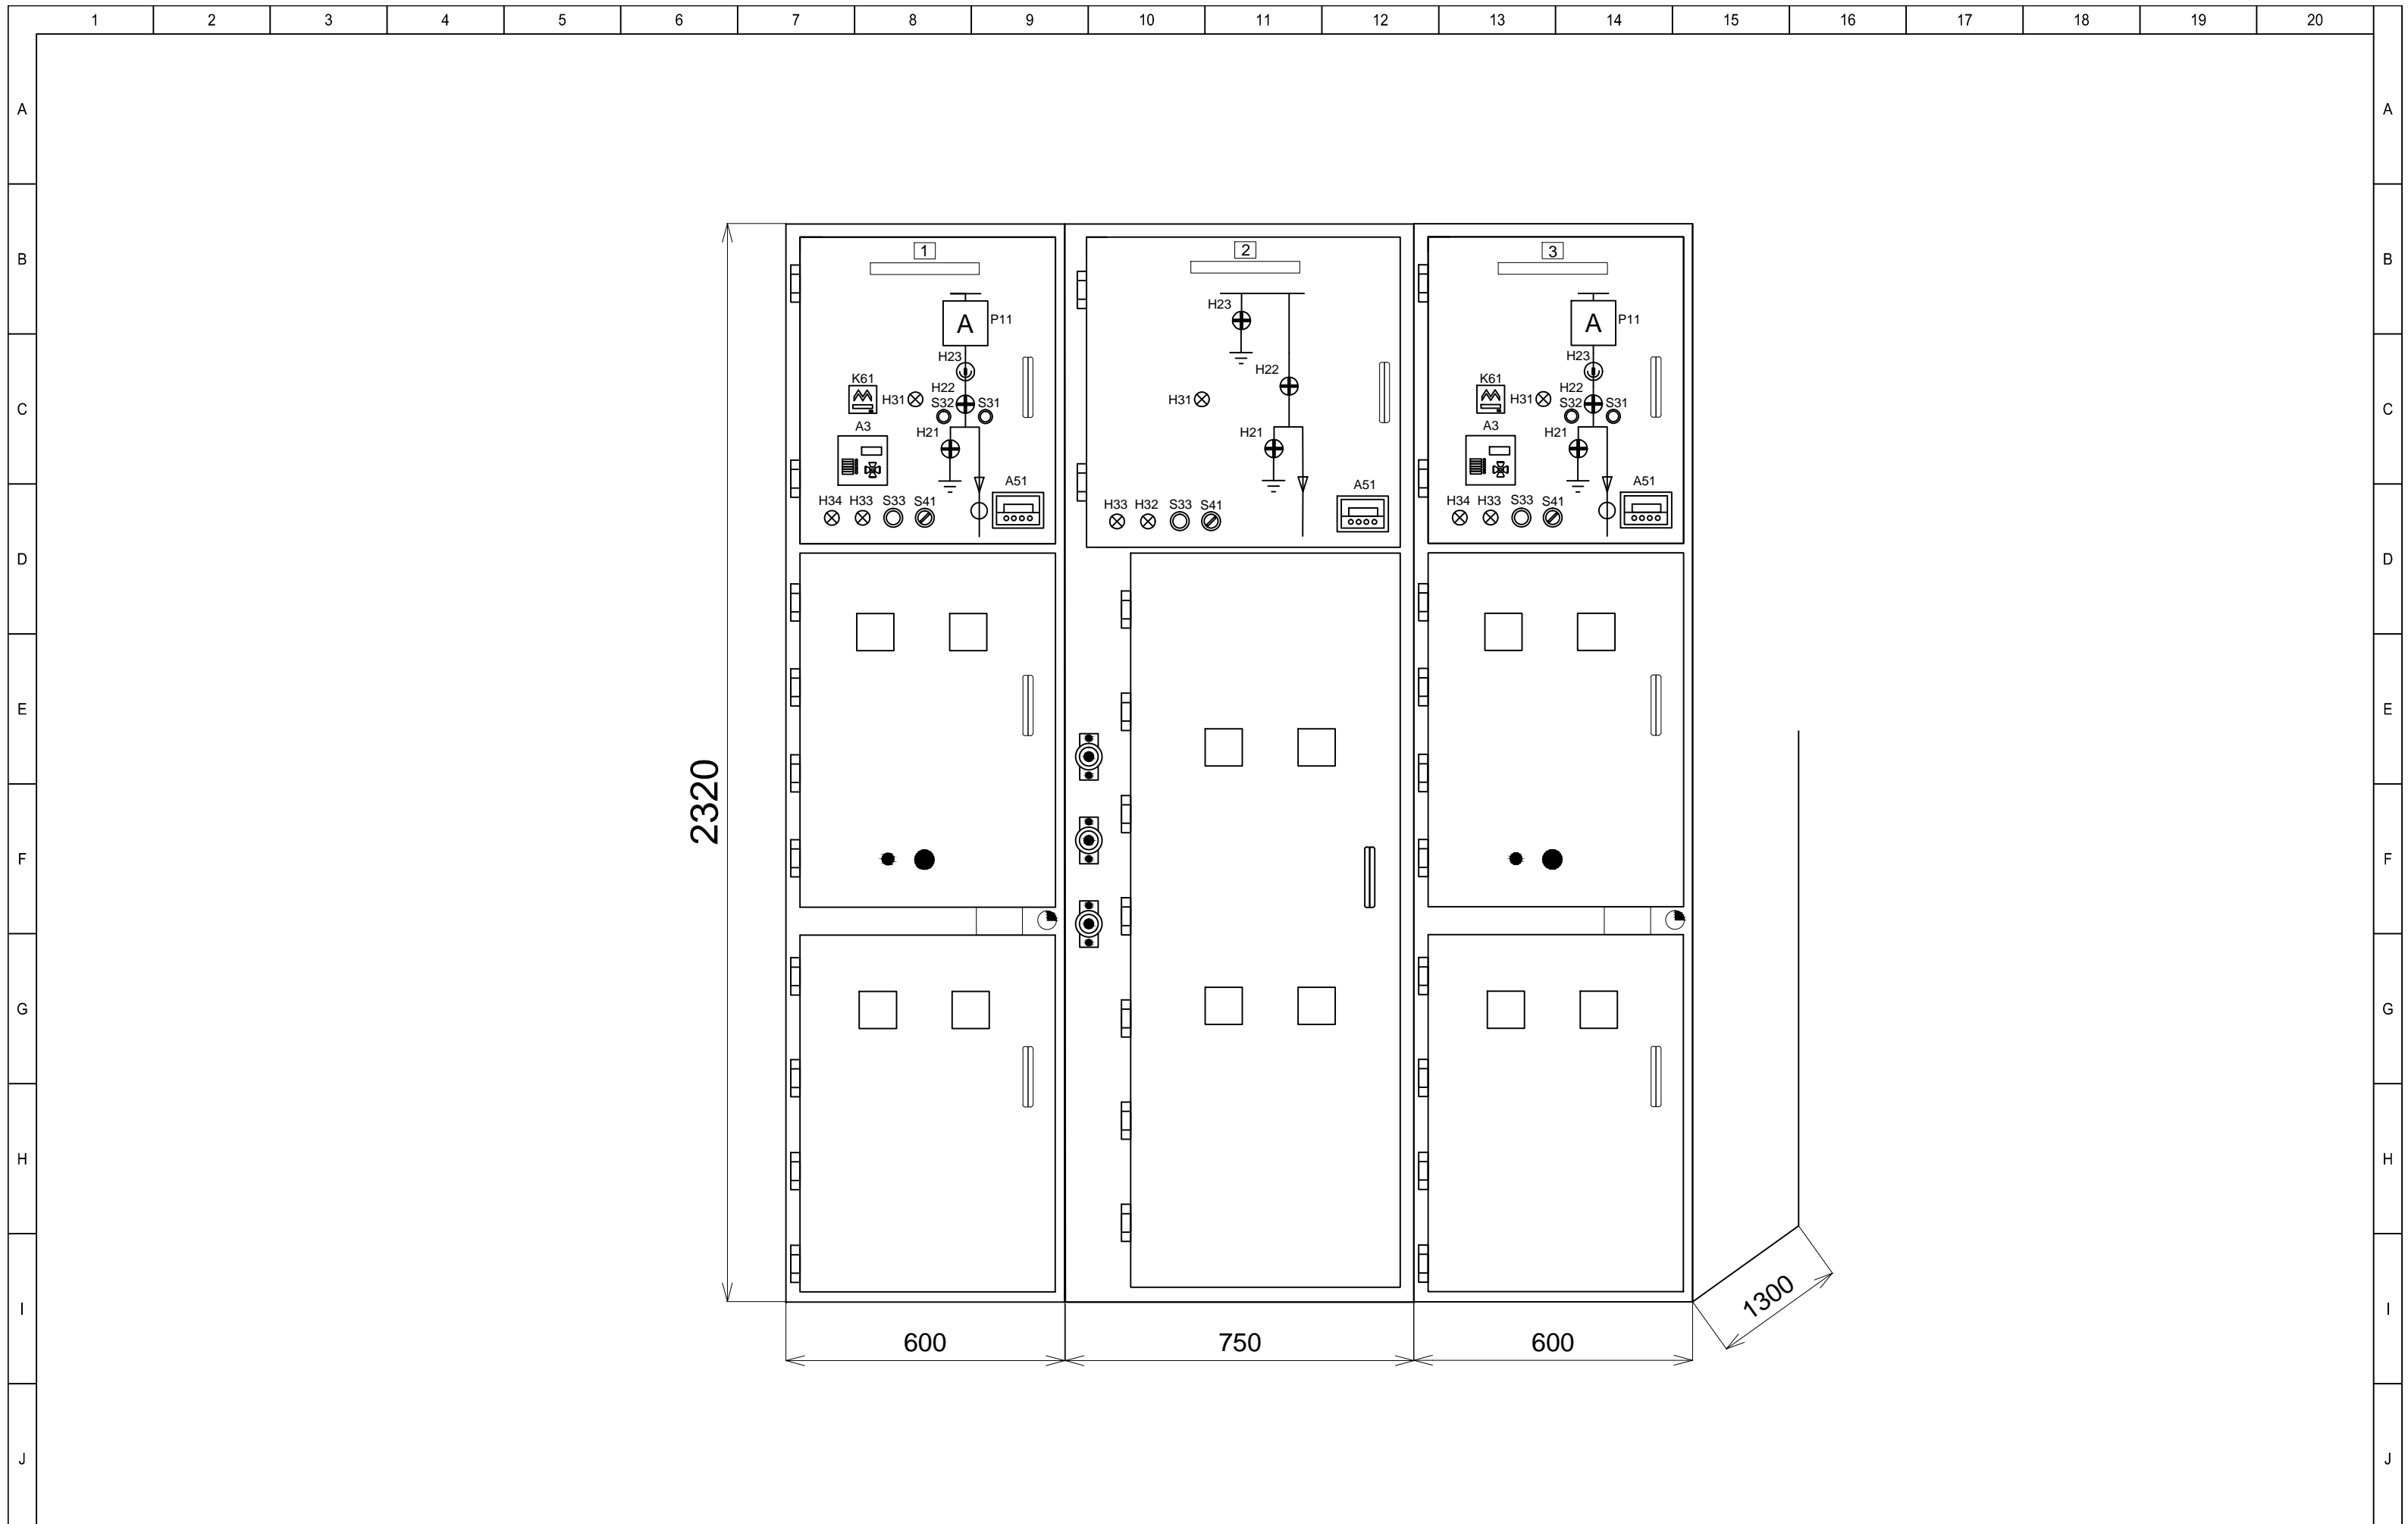 1 2 3 4 5 6 7 8 9 10 11 12 13 14 15 16 17 18 19 20
A A
B B
C C
D D
E E
F F
G G
H H
I I
J J
1
A
P11
H23
K61
H31
H22
S32
S31
A3
H21
A51
H34 H33 S33 S41
2
H23
H22
H31
H21
A51
H33 H32 S33 S41
3
A
P11
H23
K61
H31
H22
S32
S31
A3
H21
A51
H34 H33 S33 S41
2320
600
750
600
1300